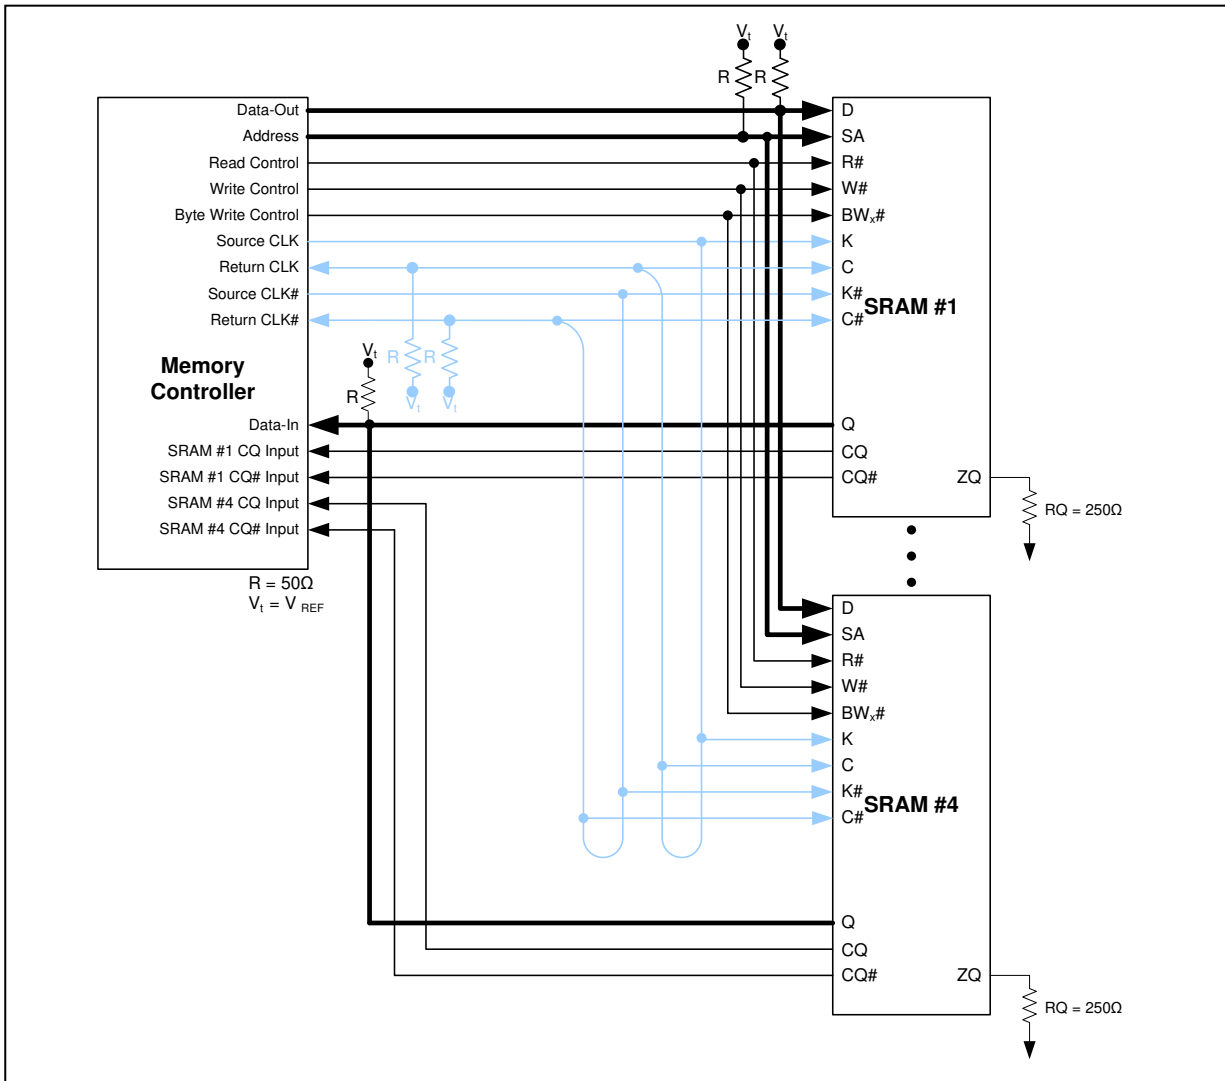 Vt Vt
R R
Data-Out
Address
Read Control
Write Control
Byte Write Control
Source CLK
Return CLK
Source CLK#
Return CLK#
Memory
Controller
Data-In
SRAM #1 CQ Input
SRAM #1 CQ# Input
SRAM #4 CQ Input
SRAM #4 CQ# Input
R = 50Ω
Vt = V REF
Vt
R
R R
Vt Vt
D
SA
R#
W#
BWx#
K
C
K#
SRAM #1
C#
Q
CQ
CQ# ZQ
RQ = 250Ω
D
SA
R#
W#
BWx#
K
C
K#
SRAM #4
C#
Q
CQ
CQ# ZQ
RQ = 250Ω